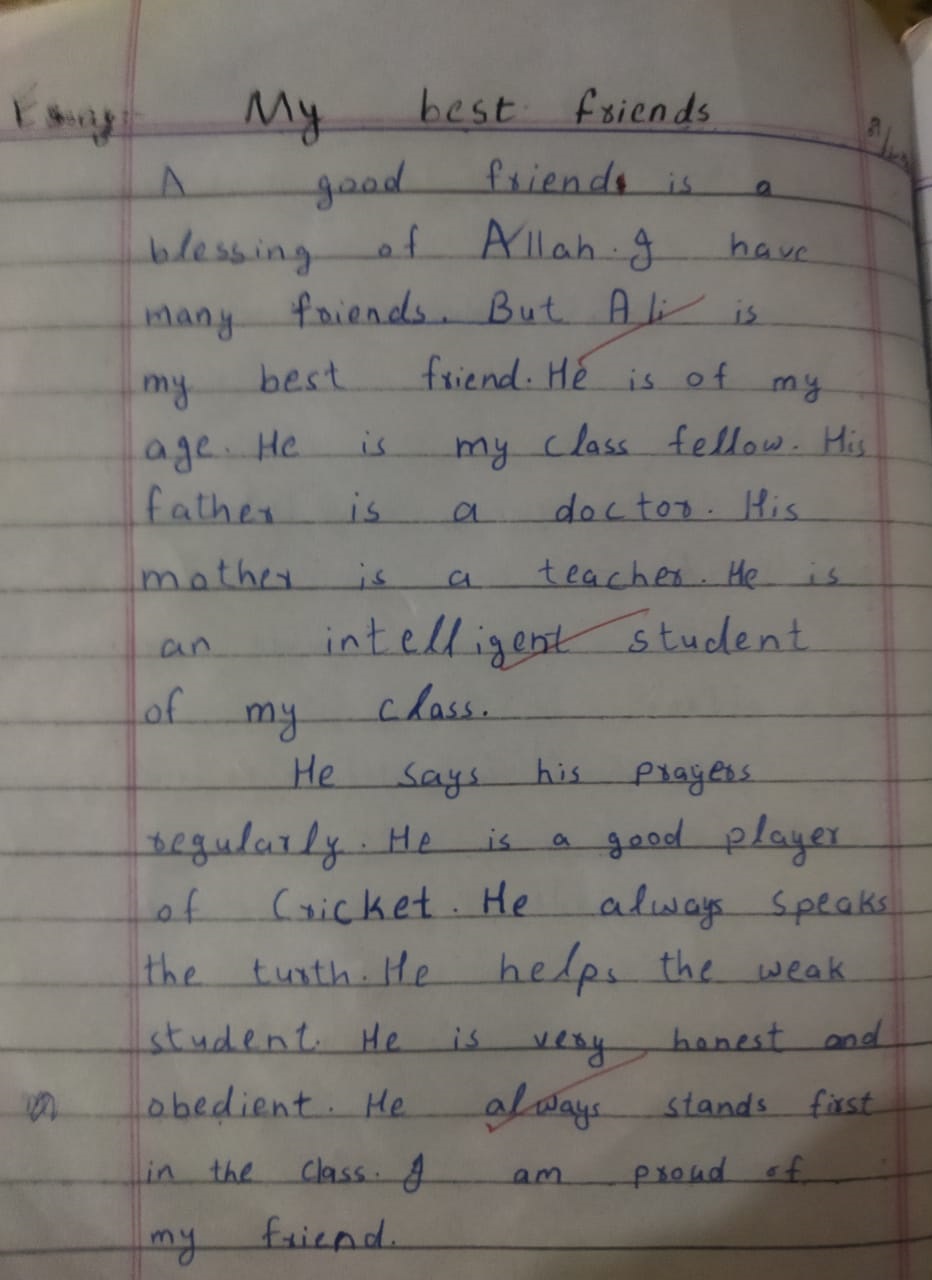 Essay: My best friends
A good friend is a
blessing of Allah. I have
many friends. But Ali is
my best friend. He is of my
age. He is my class fellow. His
father is a doctor. His
mother is a teacher. He is
an intelligent student
of my class.
He says his prayers
regularly. He is a good player
of Cricket. He always speaks
the turth. He helps the weak
student. He is very honest and
obedient. He always stands first
in the class. I am proud of
my friend.